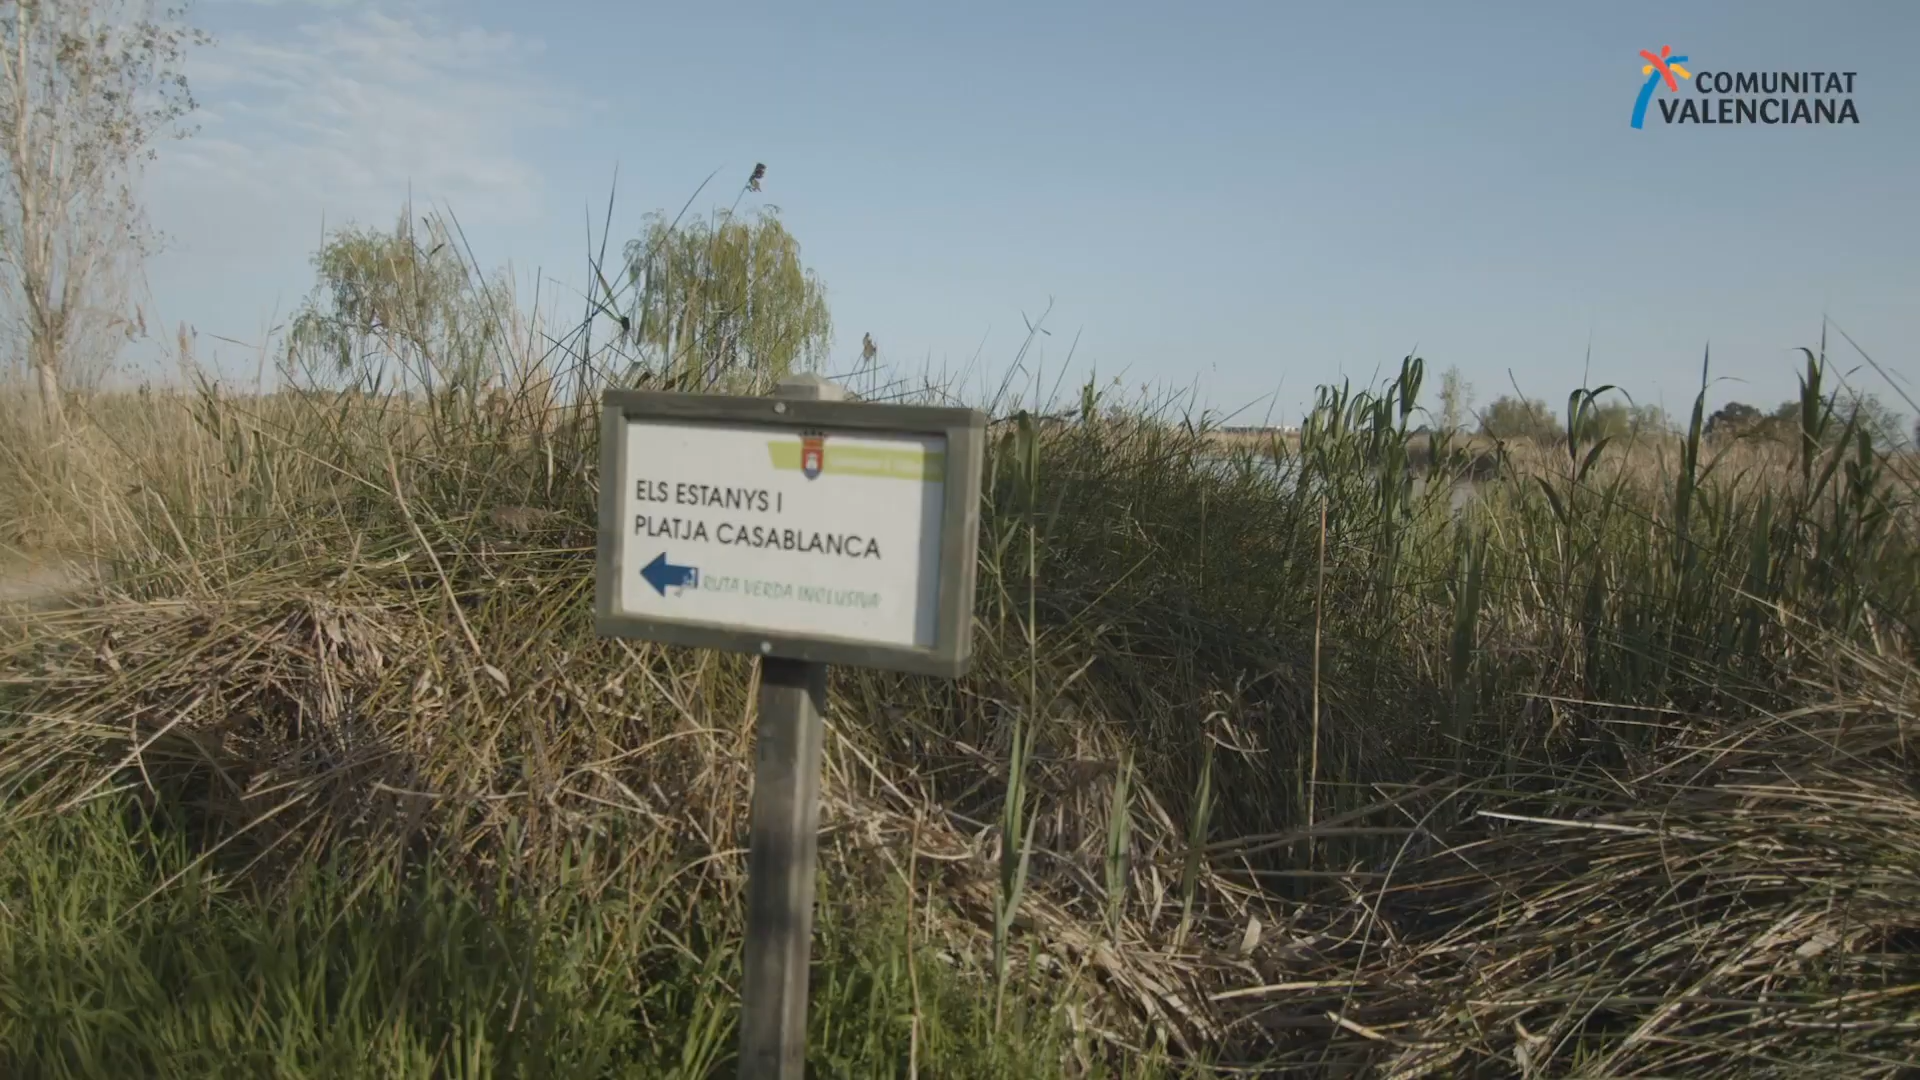 COMUNITAT
VALENCIANA
ELS ESTANYS I
PLATJA CASABLANCA
RUTA VERDA INCLUSIVA